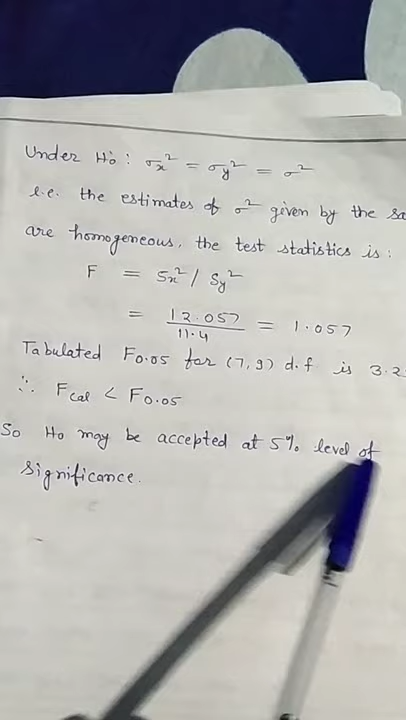 Under Ho : σx² = σy² = σ²
i.e. the estimates of σ² given by the sa
are homogeneous, the test statistics is :
F = Sx² / Sy²
= 12.057 / 11.4 = 1.057
Tabulated F0.05 for (7,9) d.f is 3.2
∴ Fcal < F0.05
So Ho may be accepted at 5% level of
significance.